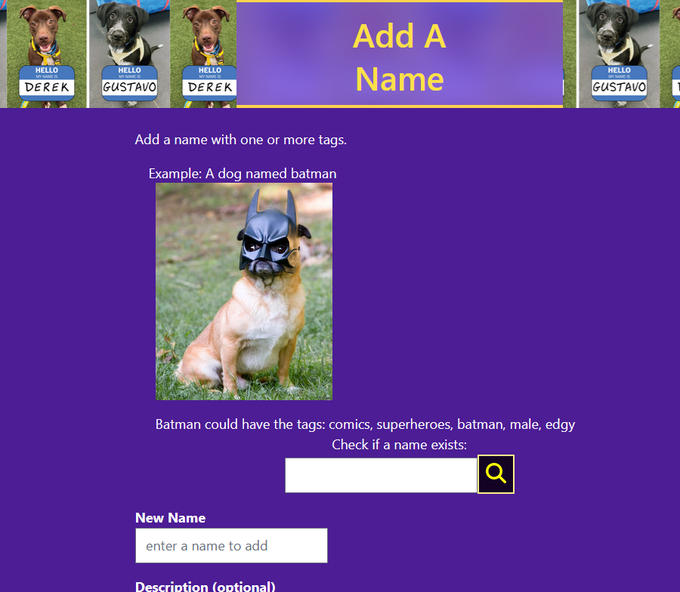 HELLO
MY NAME IS
DEREK
HELLO
MY NAME IS
GUSTAVO
HELLO
MY NAME IS
DEREK
Add A
Name
HELLO
MY NAME IS
GUSTAVO
Add a name with one or more tags.
Example: A dog named batman
Batman could have the tags: comics, superheroes, batman, male, edgy
Check if a name exists:
New Name
enter a name to add
Description (optional)